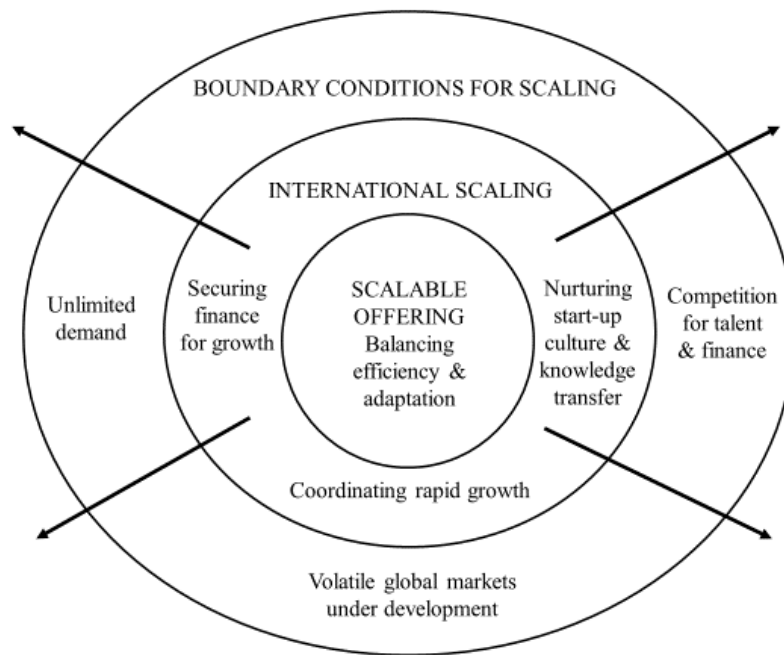 BOUNDARY CONDITIONS FOR SCALING
INTERNATIONAL SCALING
Unlimited
demand
Securing
finance
for growth
SCALABLE
OFFERING
Balancing
efficiency &
adaptation
Nurturing
start-up
culture &
knowledge
transfer
Competition
for talent
& finance
Coordinating rapid growth
Volatile global markets
under development